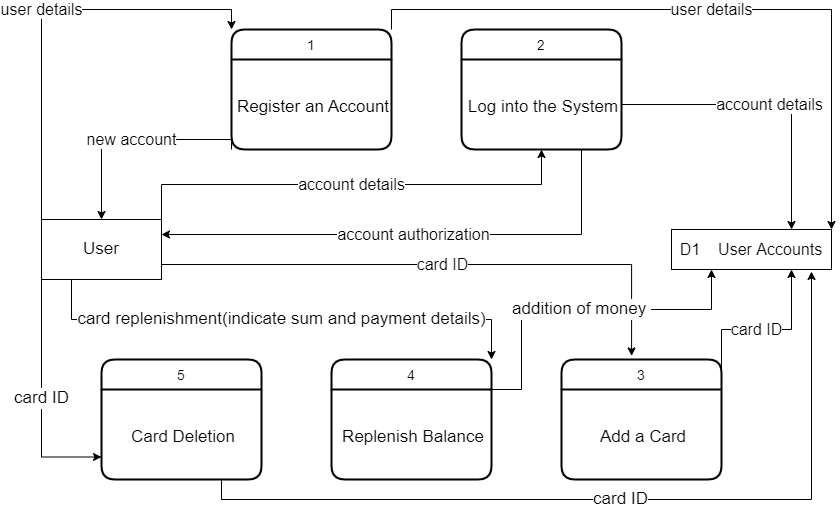 user details
user details
1
2
Register an Account
Log into the System
account details
new account
account details
account authorization
User
D1 User Accounts
card ID
addition of money
card replenishment(indicate sum and payment details)
card ID
5
4
3
card ID
Card Deletion
Replenish Balance
Add a Card
card ID